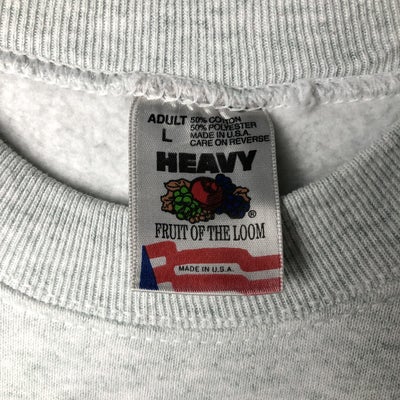 ADULT
L
50% COTTON
50% POLYESTER
MADE IN U.S.A.
CARE ON REVERSE
HEAVY
®
FRUIT OF THE LOOM
MADE IN U.S.A.